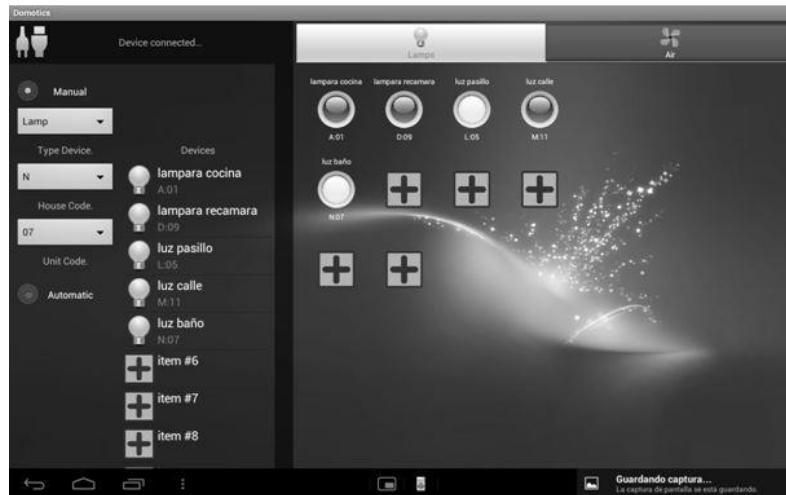 Domotics
Device connected...
Lamps
Air
Manual
Lamp
Type Device.
N
House Code.
07
Unit Code.
Automatic
Devices
lampara cocina
A:01
lampara recamara
D:09
luz pasillo
L:05
luz calle
M:11
luz baño
N:07
item #6
item #7
item #8
lampara cocina
lampara recamara
luz pasillo
luz calle
A:01
D:09
L:05
M:11
luz baño
N:07
Guardando captura...
La captura de pantalla se está guardando.